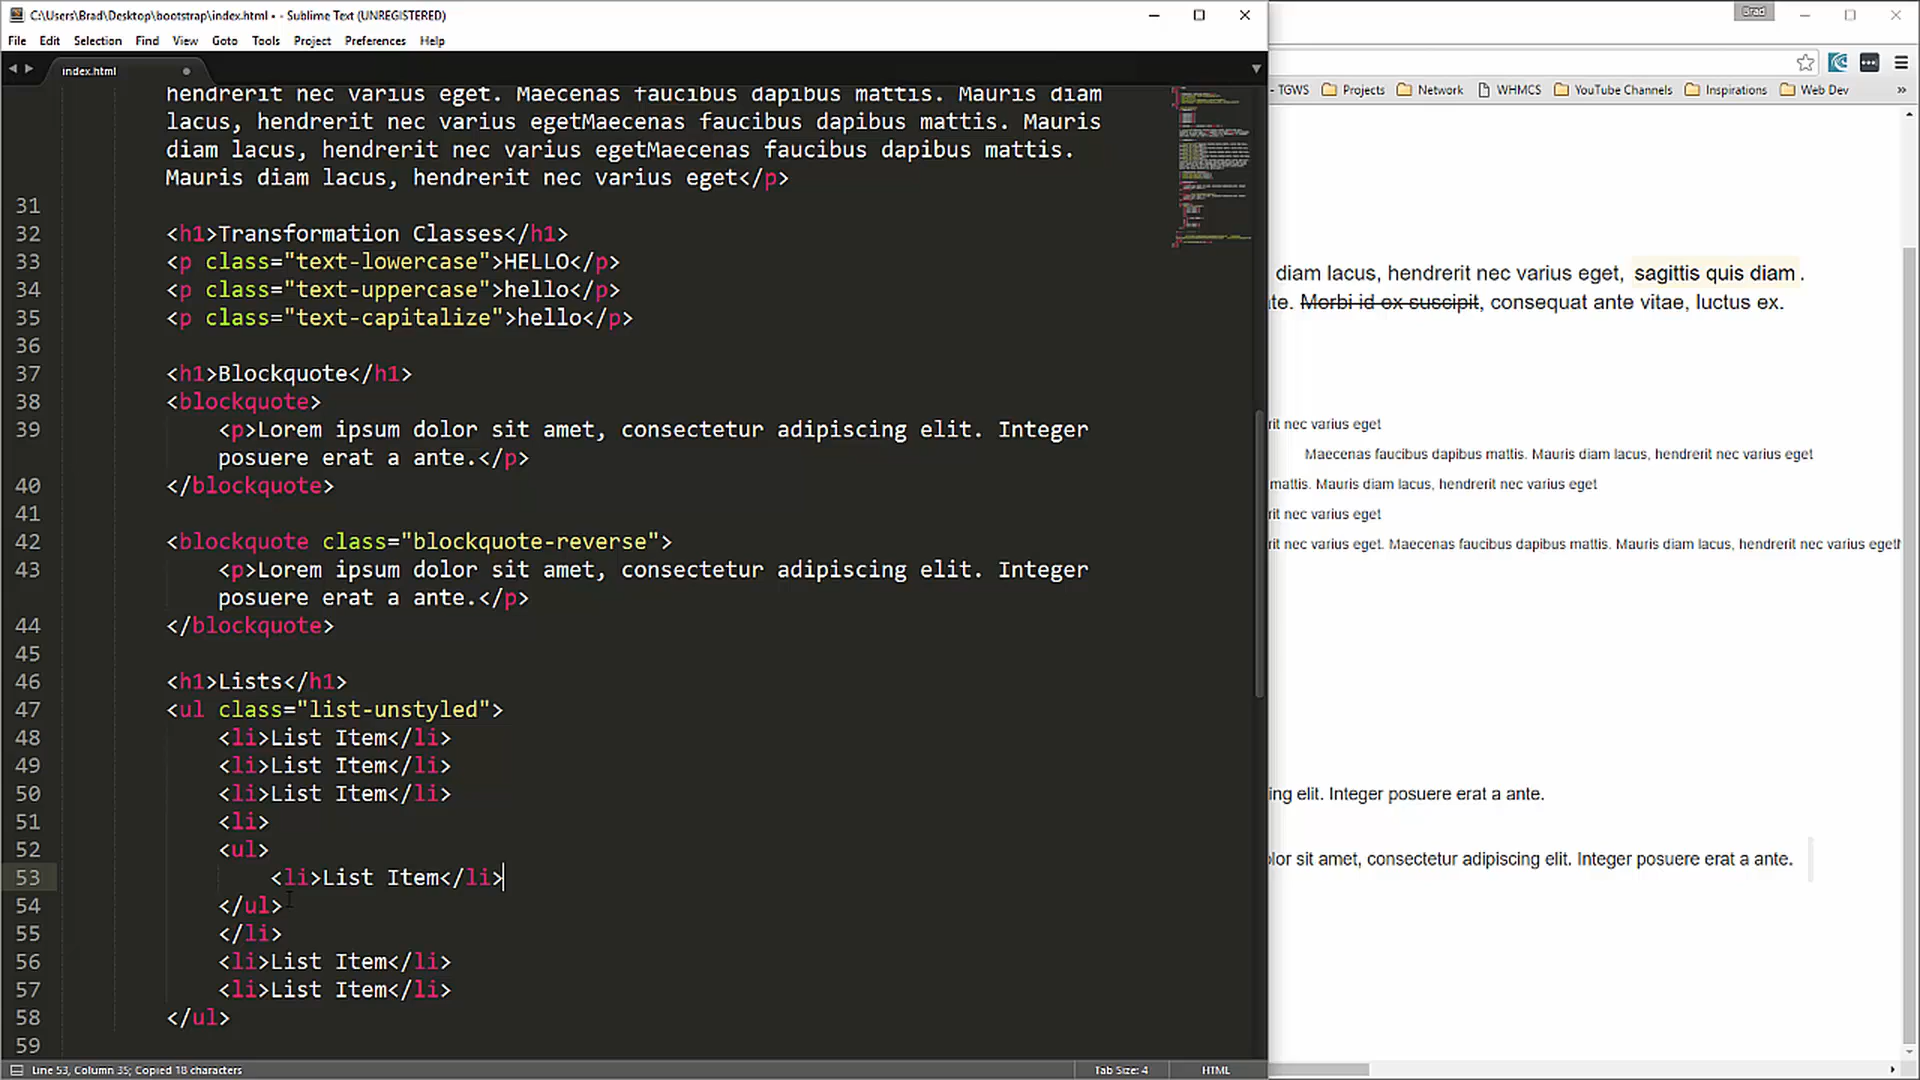 C:\Users\Brad\Desktop\bootstrap\index.html • - Sublime Text (UNREGISTERED)
Brad
File Edit Selection Find View Goto Tools Project Preferences Help
index.html
- TGWS Projects Network WHMCS YouTube Channels Inspirations Web Dev »
hendrerit nec varius eget. Maecenas faucibus dapibus mattis. Mauris diam
lacus, hendrerit nec varius egetMaecenas faucibus dapibus mattis. Mauris
diam lacus, hendrerit nec varius egetMaecenas faucibus dapibus mattis.
Mauris diam lacus, hendrerit nec varius eget</p>
31
32 <h1>Transformation Classes</h1>
33 <p class="text-lowercase">HELLO</p>
34 <p class="text-uppercase">hello</p>
35 <p class="text-capitalize">hello</p>
36
37 <h1>Blockquote</h1>
38 <blockquote>
39 <p>Lorem ipsum dolor sit amet, consectetur adipiscing elit. Integer
posuere erat a ante.</p>
40 </blockquote>
41
42 <blockquote class="blockquote-reverse">
43 <p>Lorem ipsum dolor sit amet, consectetur adipiscing elit. Integer
posuere erat a ante.</p>
44 </blockquote>
45
46 <h1>Lists</h1>
47 <ul class="list-unstyled">
48 <li>List Item</li>
49 <li>List Item</li>
50 <li>List Item</li>
51 <li>
52 <ul>
53 <li>List Item</li>
54 </ul>
55 </li>
56 <li>List Item</li>
57 <li>List Item</li>
58 </ul>
59
Line 53, Column 35; Copied 18 characters Tab Size: 4 HTML
diam lacus, hendrerit nec varius eget, sagittis quis diam .
te. Morbi id ex suscipit, consequat ante vitae, luctus ex.
rit nec varius eget
Maecenas faucibus dapibus mattis. Mauris diam lacus, hendrerit nec varius eget
mattis. Mauris diam lacus, hendrerit nec varius eget
rit nec varius eget
rit nec varius eget. Maecenas faucibus dapibus mattis. Mauris diam lacus, hendrerit nec varius eget
ing elit. Integer posuere erat a ante.
lor sit amet, consectetur adipiscing elit. Integer posuere erat a ante.